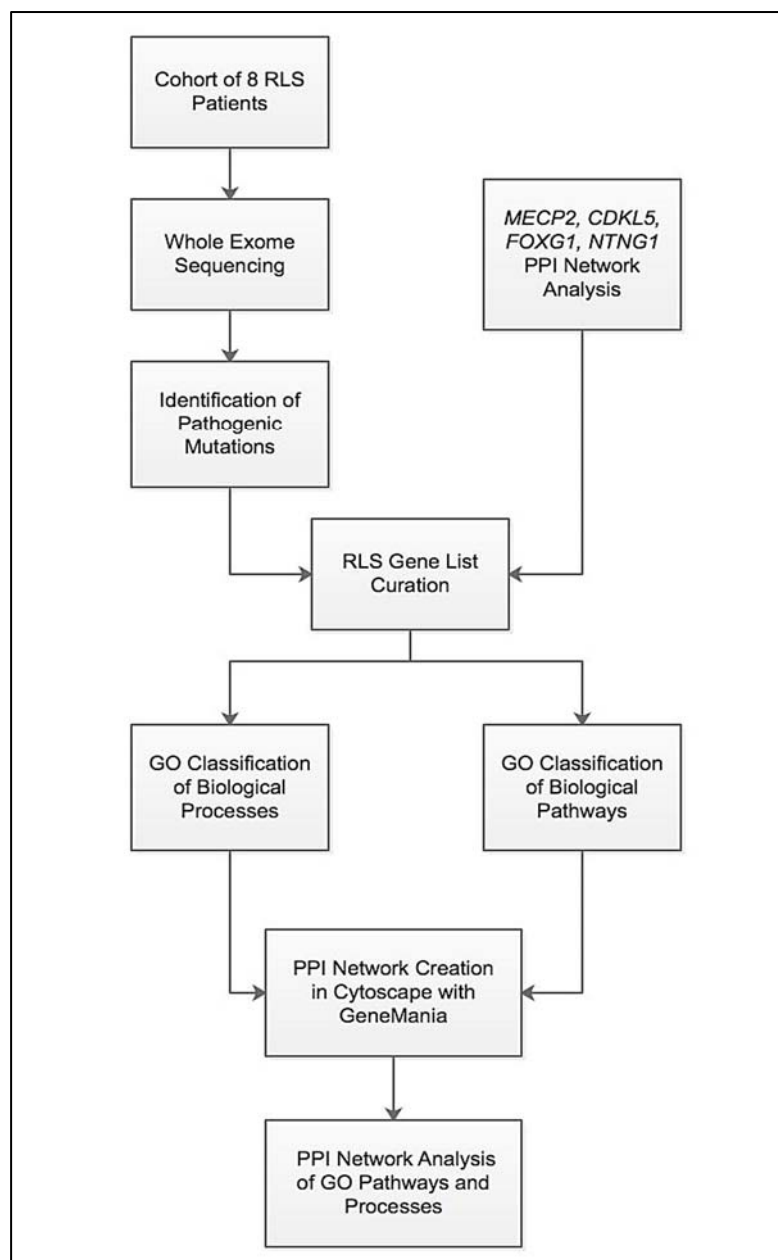 Cohort of 8 RLS
Patients
Whole Exome
Sequencing
MECP2, CDKL5,
FOXG1, NTNG1
PPI Network
Analysis
Identification of
Pathogenic
Mutations
RLS Gene List
Curation
GO Classification
of Biological
Processes
GO Classification
of Biological
Pathways
PPI Network Creation
in Cytoscape with
GeneMania
PPI Network Analysis
of GO Pathways and
Processes